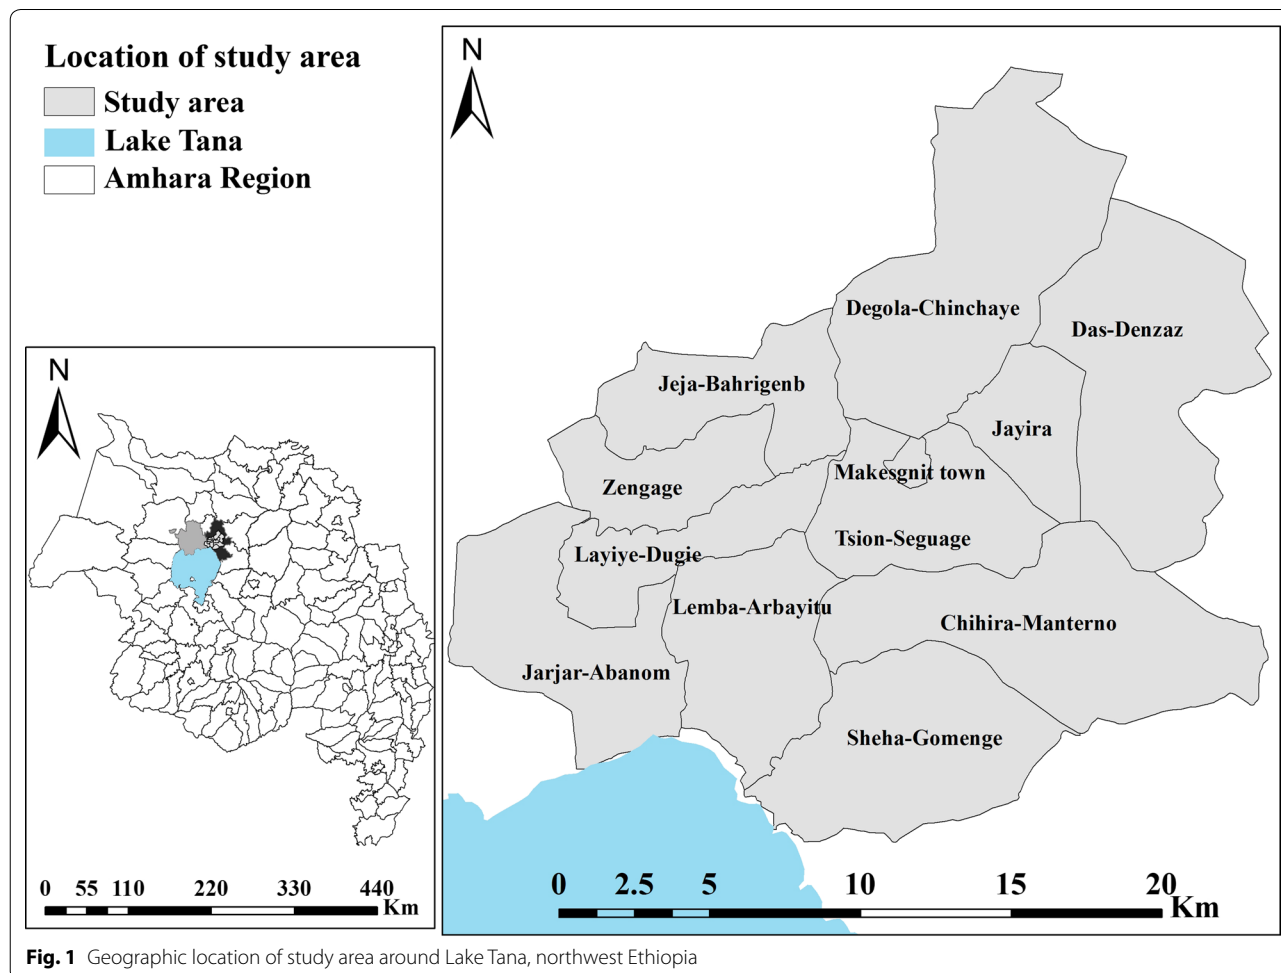 Location of study area
Study area
Lake Tana
Amhara Region
N
0 55 110 220 330 440
Km
N
Degola-Chinchaye
Das-Denzaz
Jeja-Bahrigenb
Jayira
Makesgnit town
Zengage
Tsion-Seguage
Layiye-Dugie
Lemba-Arbayitu
Chihira-Manterno
Jarjar-Abanom
Sheha-Gomenge
0 2.5 5 10 15 20
Km
Fig. 1 Geographic location of study area around Lake Tana, northwest Ethiopia